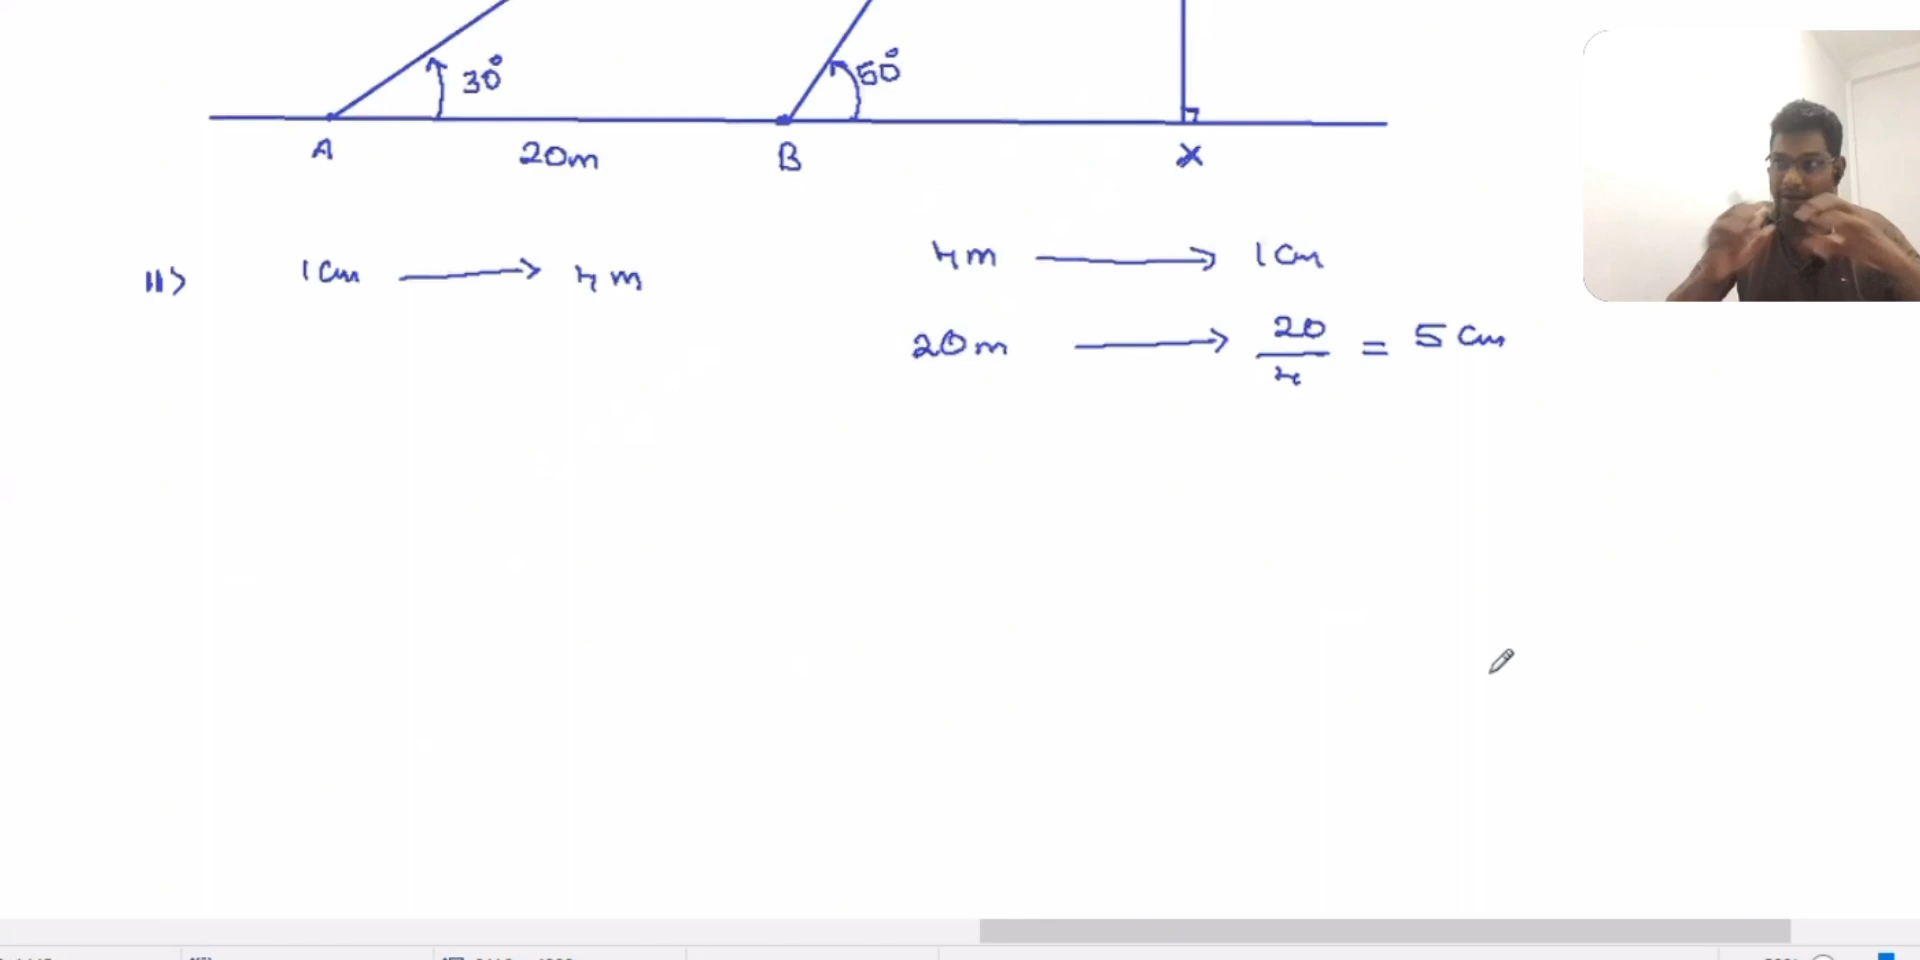 30°
50°
A 20m B X
II> 1cm → 4m
4m → 1cm
20m → 20/4 = 5cm